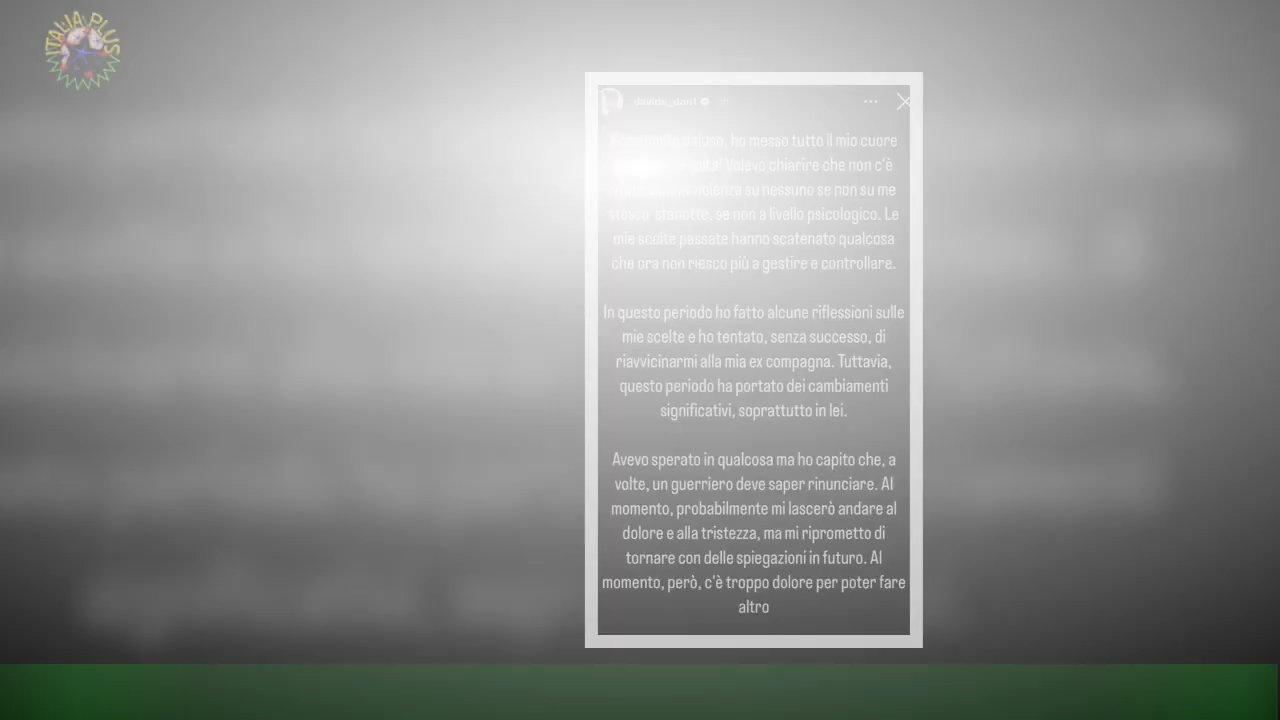 ITALIA PLUS
ho messo tutto il mio cuore
Volevo chiarire che non c'è
violenza su nessuno se non su me
stesso, stanotte, se non a livello psicologico. Le
mie scelte passate hanno scatenato qualcosa
che ora non riesco più a gestire e controllare.
In questo periodo ho fatto alcune riflessioni sulle
mie scelte e ho tentato, senza successo, di
riavvicinarmi alla mia ex compagna. Tuttavia,
questo periodo ha portato dei cambiamenti
significativi, soprattutto in lei.
Avevo sperato in qualcosa ma ho capito che, a
volte, un guerriero deve saper rinunciare. Al
momento, probabilmente mi lascerò andare al
dolore e alla tristezza, ma mi riprometto di
tornare con delle spiegazioni in futuro. Al
momento, però, c'è troppo dolore per poter fare
altro